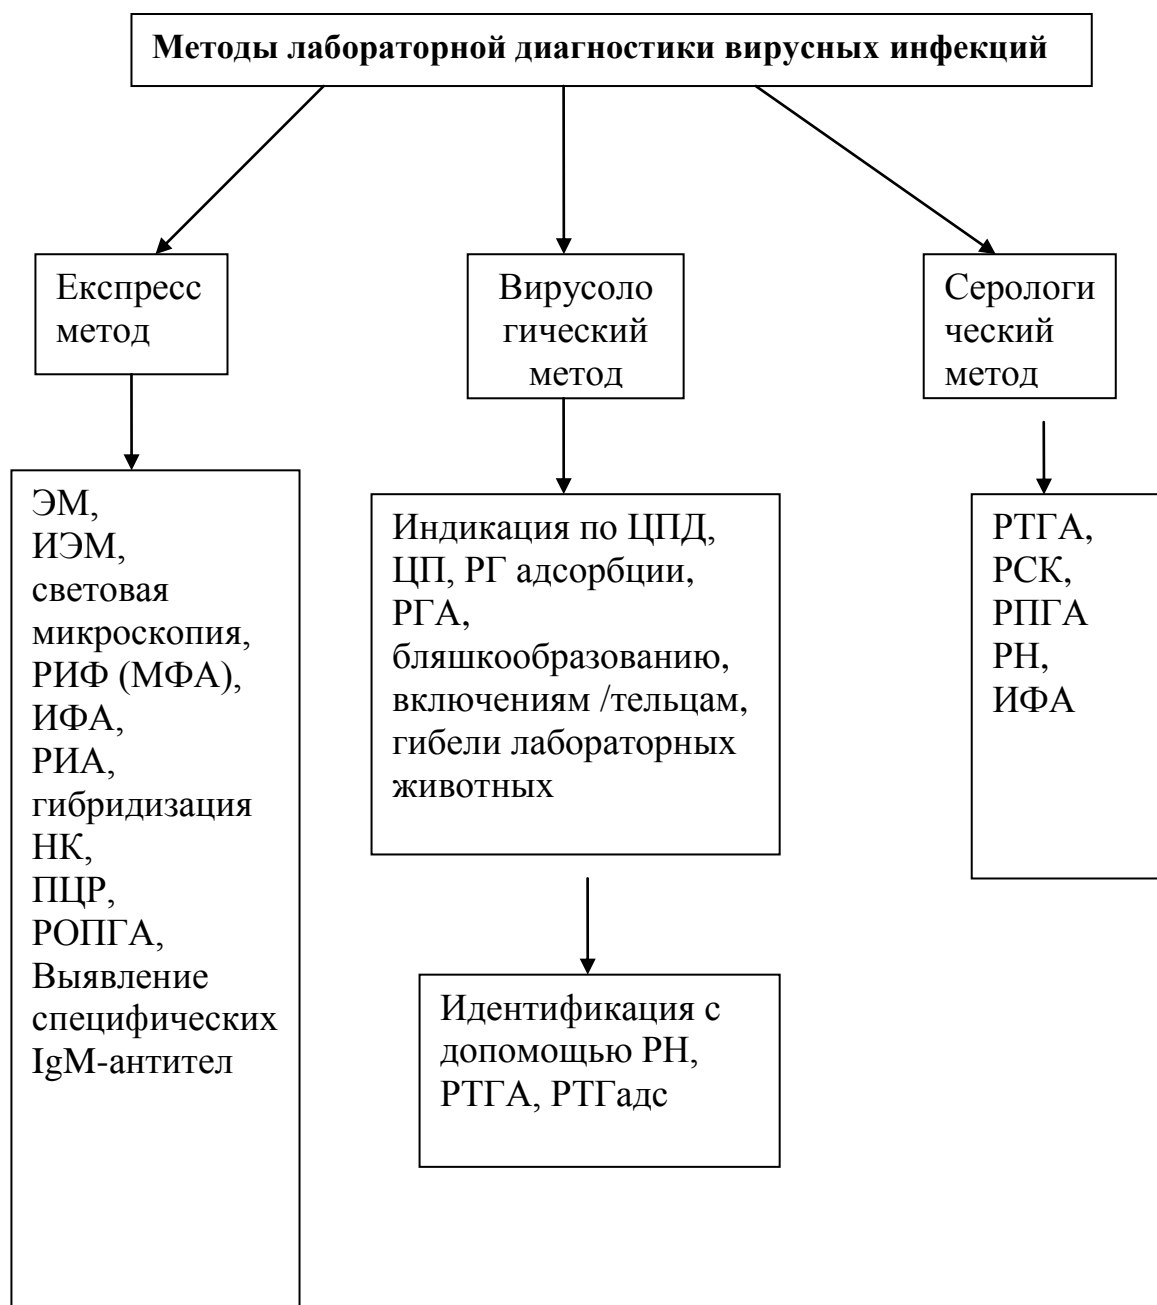 Методы лабораторной диагностики вирусных инфекций
Експресс
метод
Вирусоло
гический
метод
Серологи
ческий
метод
ЭМ,
ИЭМ,
световая
микроскопия,
РИФ (МФА),
ИФА,
РИА,
гибридизация
НК,
ПЦР,
РОПГА,
Выявление
специфических
IgM-антител
Индикация по ЦПД,
ЦП, РГ адсорбции,
РГА,
бляшкообразованию,
включениям /тельцам,
гибели лабораторных
животных
РТГА,
РСК,
РПГА
РН,
ИФА
Идентификация с
допомощью РН,
РТГА, РТГадс